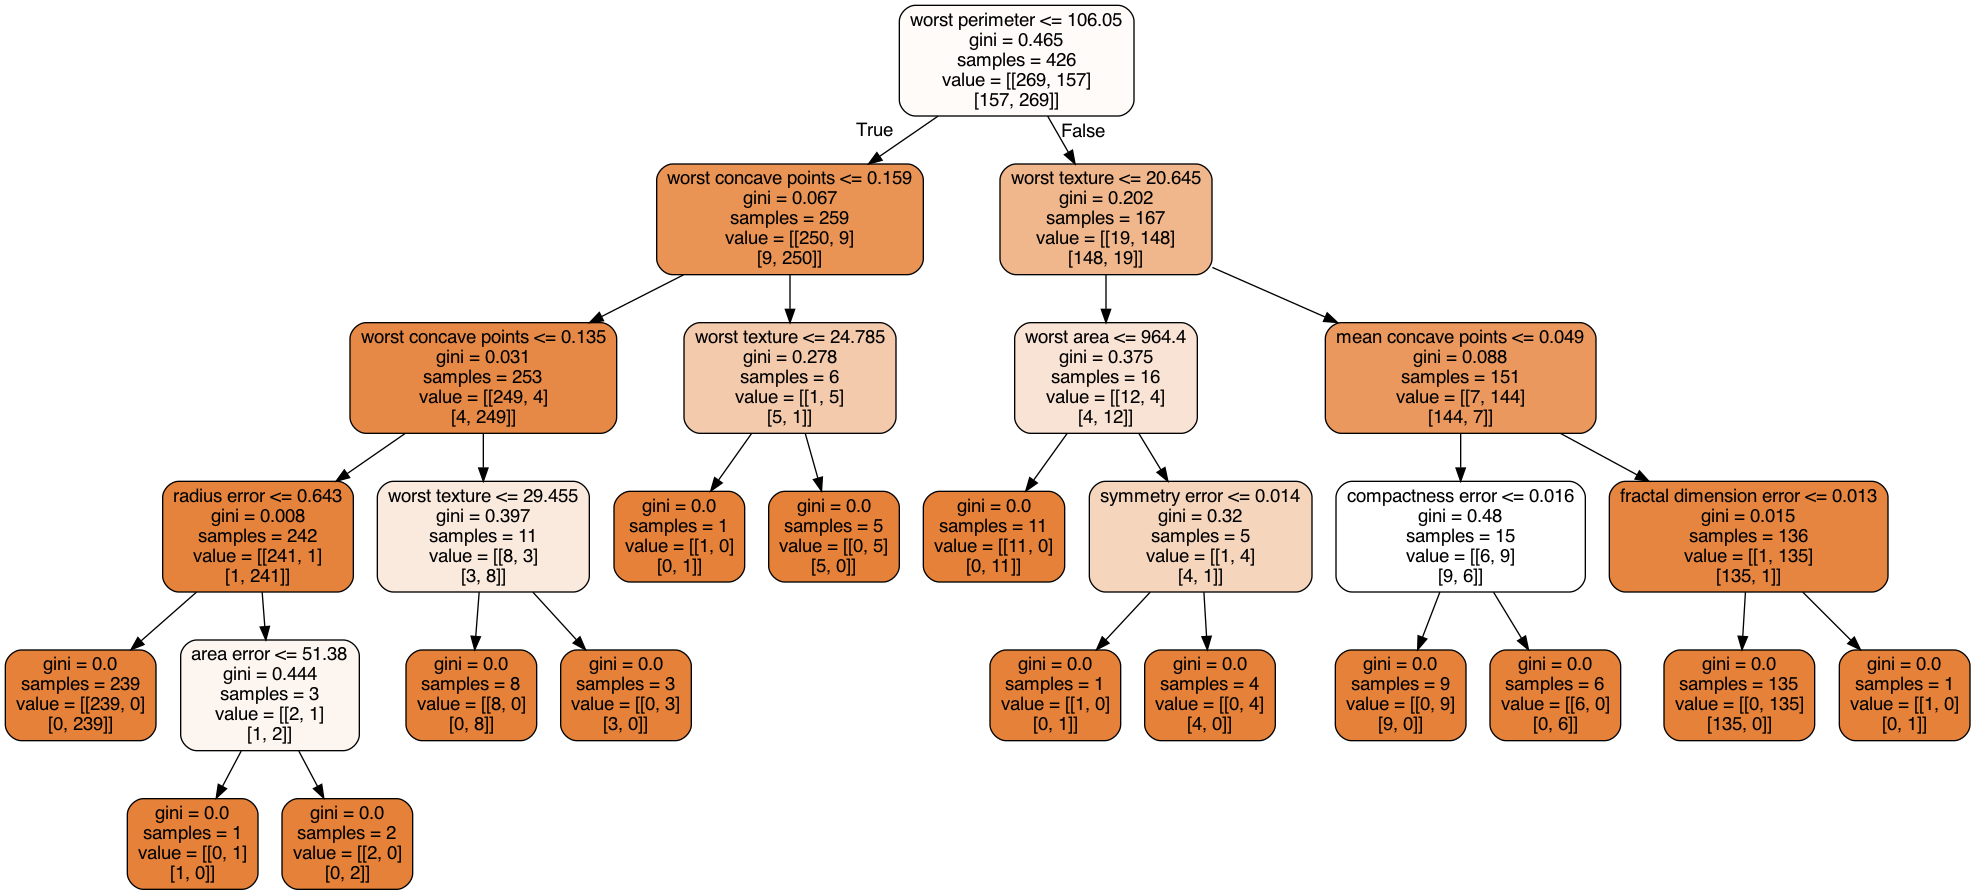 worst perimeter <= 106.05
gini = 0.465
samples = 426
value = [[269, 157]
[157, 269]]
True
False
worst concave points <= 0.159
gini = 0.067
samples = 259
value = [[250, 9]
[9, 250]]
worst texture <= 20.645
gini = 0.202
samples = 167
value = [[19, 148]
[148, 19]]
worst concave points <= 0.135
gini = 0.031
samples = 253
value = [[249, 4]
[4, 249]]
worst texture <= 24.785
gini = 0.278
samples = 6
value = [[1, 5]
[5, 1]]
worst area <= 964.4
gini = 0.375
samples = 16
value = [[12, 4]
[4, 12]]
mean concave points <= 0.049
gini = 0.088
samples = 151
value = [[7, 144]
[144, 7]]
radius error <= 0.643
gini = 0.008
samples = 242
value = [[241, 1]
[1, 241]]
worst texture <= 29.455
gini = 0.397
samples = 11
value = [[8, 3]
[3, 8]]
gini = 0.0
samples = 1
value = [[1, 0]
[0, 1]]
gini = 0.0
samples = 5
value = [[0, 5]
[5, 0]]
gini = 0.0
samples = 11
value = [[11, 0]
[0, 11]]
symmetry error <= 0.014
gini = 0.32
samples = 5
value = [[1, 4]
[4, 1]]
compactness error <= 0.016
gini = 0.48
samples = 15
value = [[6, 9]
[9, 6]]
fractal dimension error <= 0.013
gini = 0.015
samples = 136
value = [[1, 135]
[135, 1]]
gini = 0.0
samples = 239
value = [[239, 0]
[0, 239]]
area error <= 51.38
gini = 0.444
samples = 3
value = [[2, 1]
[1, 2]]
gini = 0.0
samples = 8
value = [[8, 0]
[0, 8]]
gini = 0.0
samples = 3
value = [[0, 3]
[3, 0]]
gini = 0.0
samples = 1
value = [[1, 0]
[0, 1]]
gini = 0.0
samples = 4
value = [[0, 4]
[4, 0]]
gini = 0.0
samples = 9
value = [[0, 9]
[9, 0]]
gini = 0.0
samples = 6
value = [[6, 0]
[0, 6]]
gini = 0.0
samples = 135
value = [[0, 135]
[135, 0]]
gini = 0.0
samples = 1
value = [[1, 0]
[0, 1]]
gini = 0.0
samples = 1
value = [[0, 1]
[1, 0]]
gini = 0.0
samples = 2
value = [[2, 0]
[0, 2]]